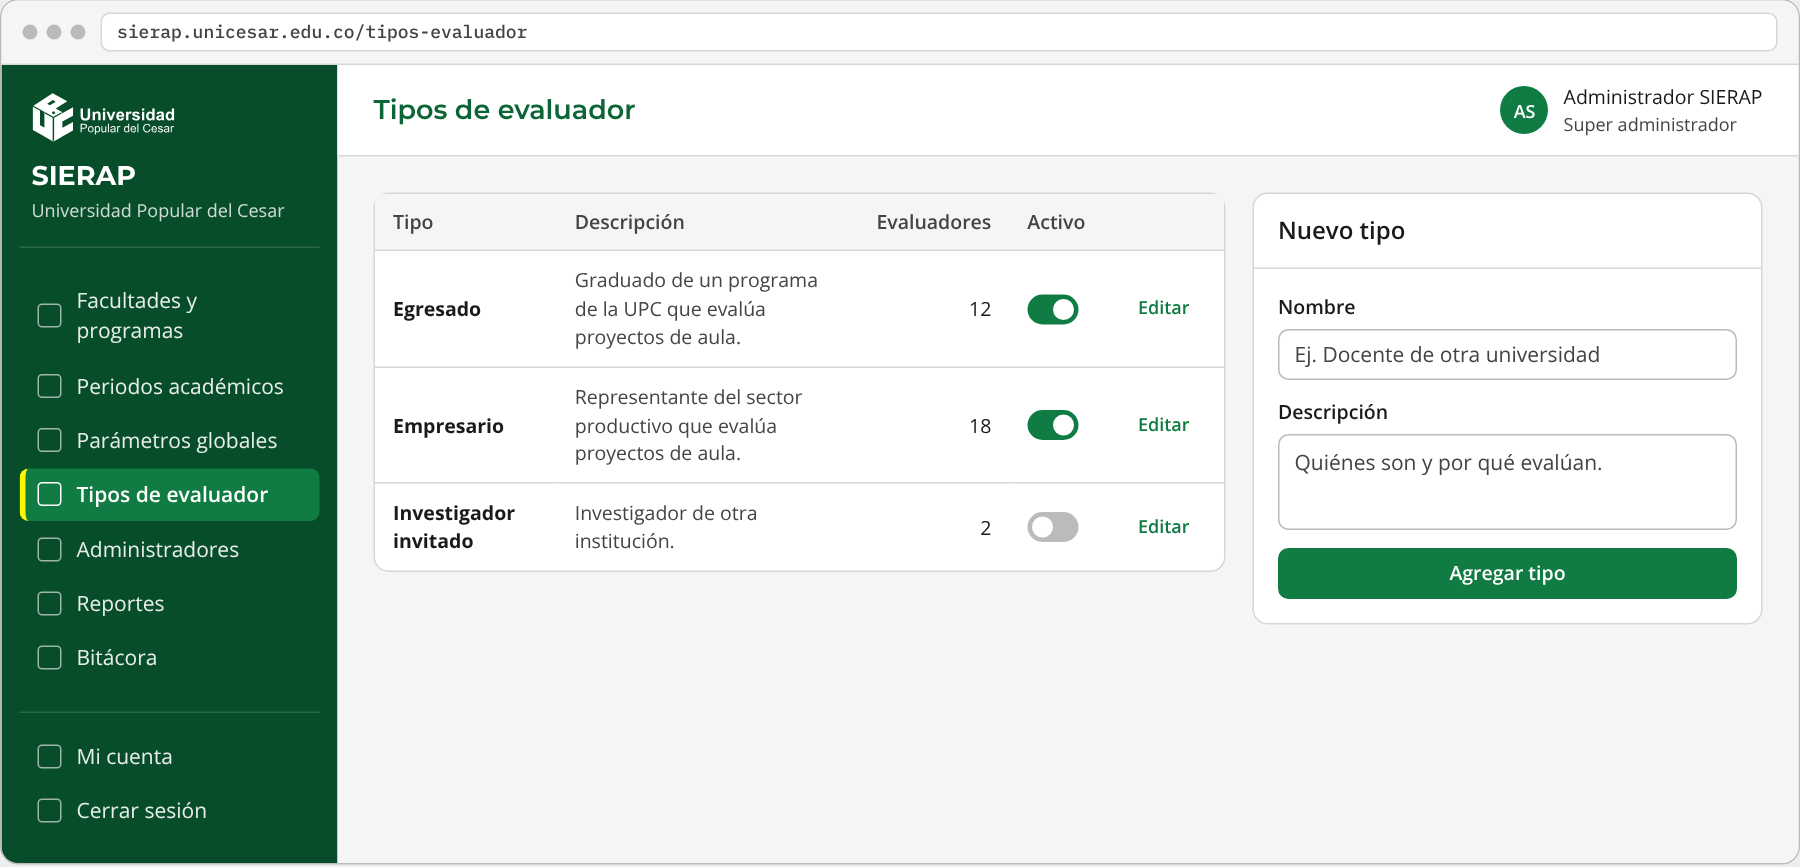 sierap.unicesar.edu.co/tipos-evaluador
Universidad
Popular del Cesar
SIERAP
Universidad Popular del Cesar
Facultades y
programas
Periodos académicos
Parámetros globales
Tipos de evaluador
Administradores
Reportes
Bitácora
Mi cuenta
Cerrar sesión
Tipos de evaluador
AS
Administrador SIERAP
Super administrador
Tipo Descripción Evaluadores Activo
Egresado
Graduado de un programa
de la UPC que evalúa
proyectos de aula.
12
Editar
Empresario
Representante del sector
productivo que evalúa
proyectos de aula.
18
Editar
Investigador
invitado
Investigador de otra
institución.
2
Editar
Nuevo tipo
Nombre
Ej. Docente de otra universidad
Descripción
Quiénes son y por qué evalúan.
Agregar tipo